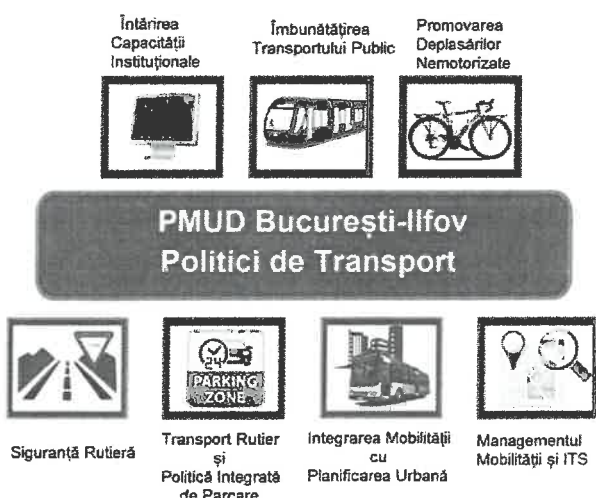 Întărirea
Capacității
Instituționale
Îmbunătățirea
Transportului Public
Promovarea
Deplasărilor
Nemotorizate
PMUD București-Ilfov
Politici de Transport
24
PARKING
ZONE
Siguranță Rutieră
Transport Rutier
și
Politică Integrată
de Parcare
Integrarea Mobilității
cu
Planificarea Urbană
Managementul
Mobilității și ITS